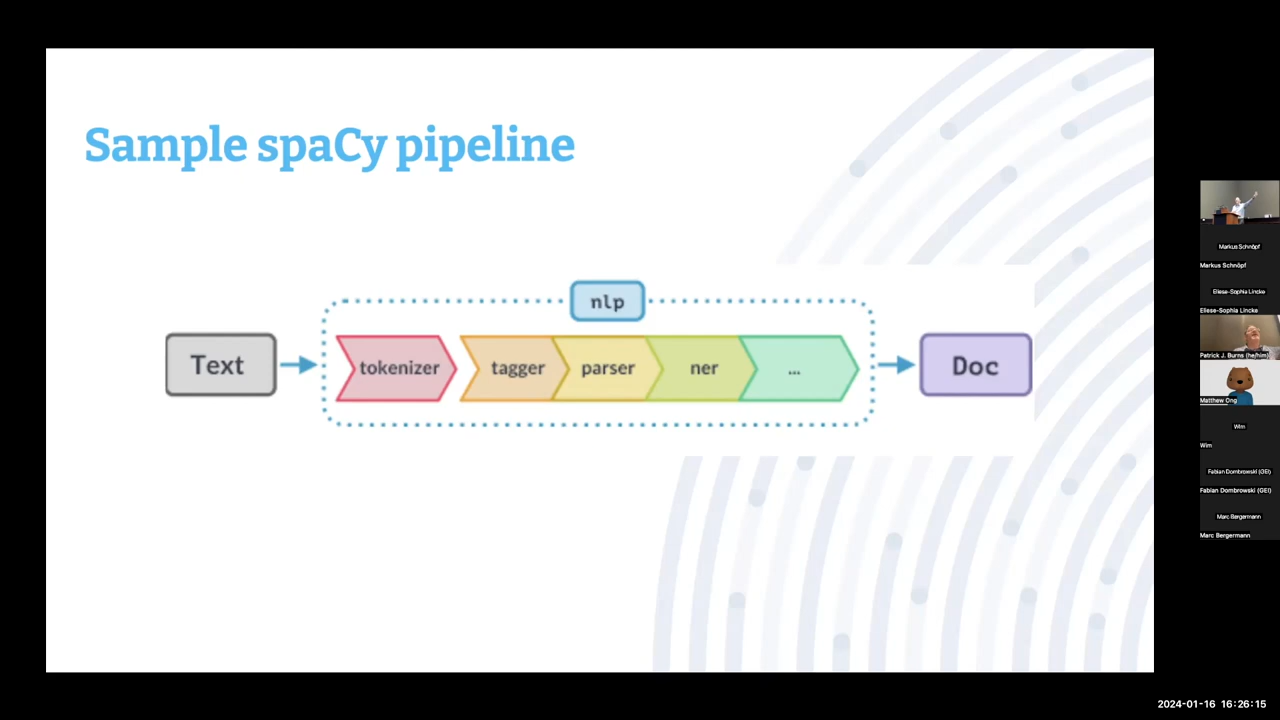 Sample spaCy pipeline
nlp
Text
tokenizer
tagger
parser
ner
...
Doc
Markus Schnöpf
Markus Schnöpf
Eliese-Sophia Lincke
Eliese-Sophia Lincke
Patrick J. Burns (he/him)
Matthew Ong
Wim
Wim
Fabian Dombrowski (GEI)
Fabian Dombrowski (GEI)
Marc Bergermann
Marc Bergermann
2024-01-16 16:26:15